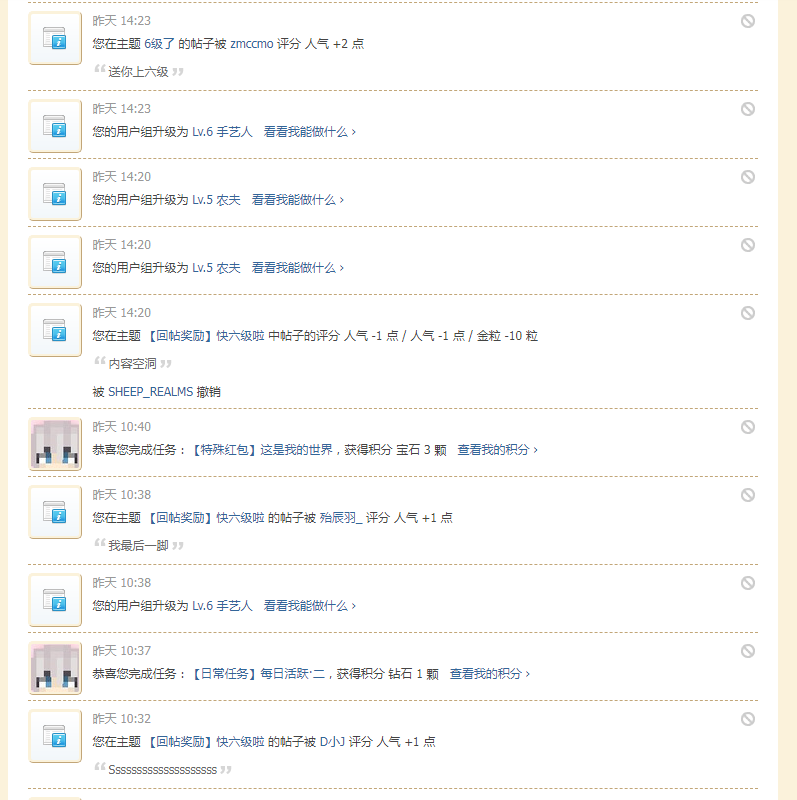 昨天 14:23
您在主题 6级了 的帖子被 zmccmo 评分 人气 +2 点
“送你上六级”
昨天 14:23
您的用户组升级为 Lv.6 手艺人 看看我能做什么 ›
昨天 14:20
您的用户组升级为 Lv.5 农夫 看看我能做什么 ›
昨天 14:20
您的用户组升级为 Lv.5 农夫 看看我能做什么 ›
昨天 14:20
您在主题 【回帖奖励】快六级啦 中帖子的评分 人气 -1 点 / 人气 -1 点 / 金粒 -10 粒
“内容空洞”
被 SHEEP_REALMS 撤销
昨天 10:40
恭喜您完成任务：【特殊红包】这是我的世界，获得积分 宝石 3 颗 查看我的积分 ›
昨天 10:38
您在主题 【回帖奖励】快六级啦 的帖子被 殆辰羽_ 评分 人气 +1 点
“我最后一脚”
昨天 10:38
您的用户组升级为 Lv.6 手艺人 看看我能做什么 ›
昨天 10:37
恭喜您完成任务：【日常任务】每日活跃·二，获得积分 钻石 1 颗 查看我的积分 ›
昨天 10:32
您在主题 【回帖奖励】快六级啦 的帖子被 D小J 评分 人气 +1 点
“Ssssssssssssssssssss”